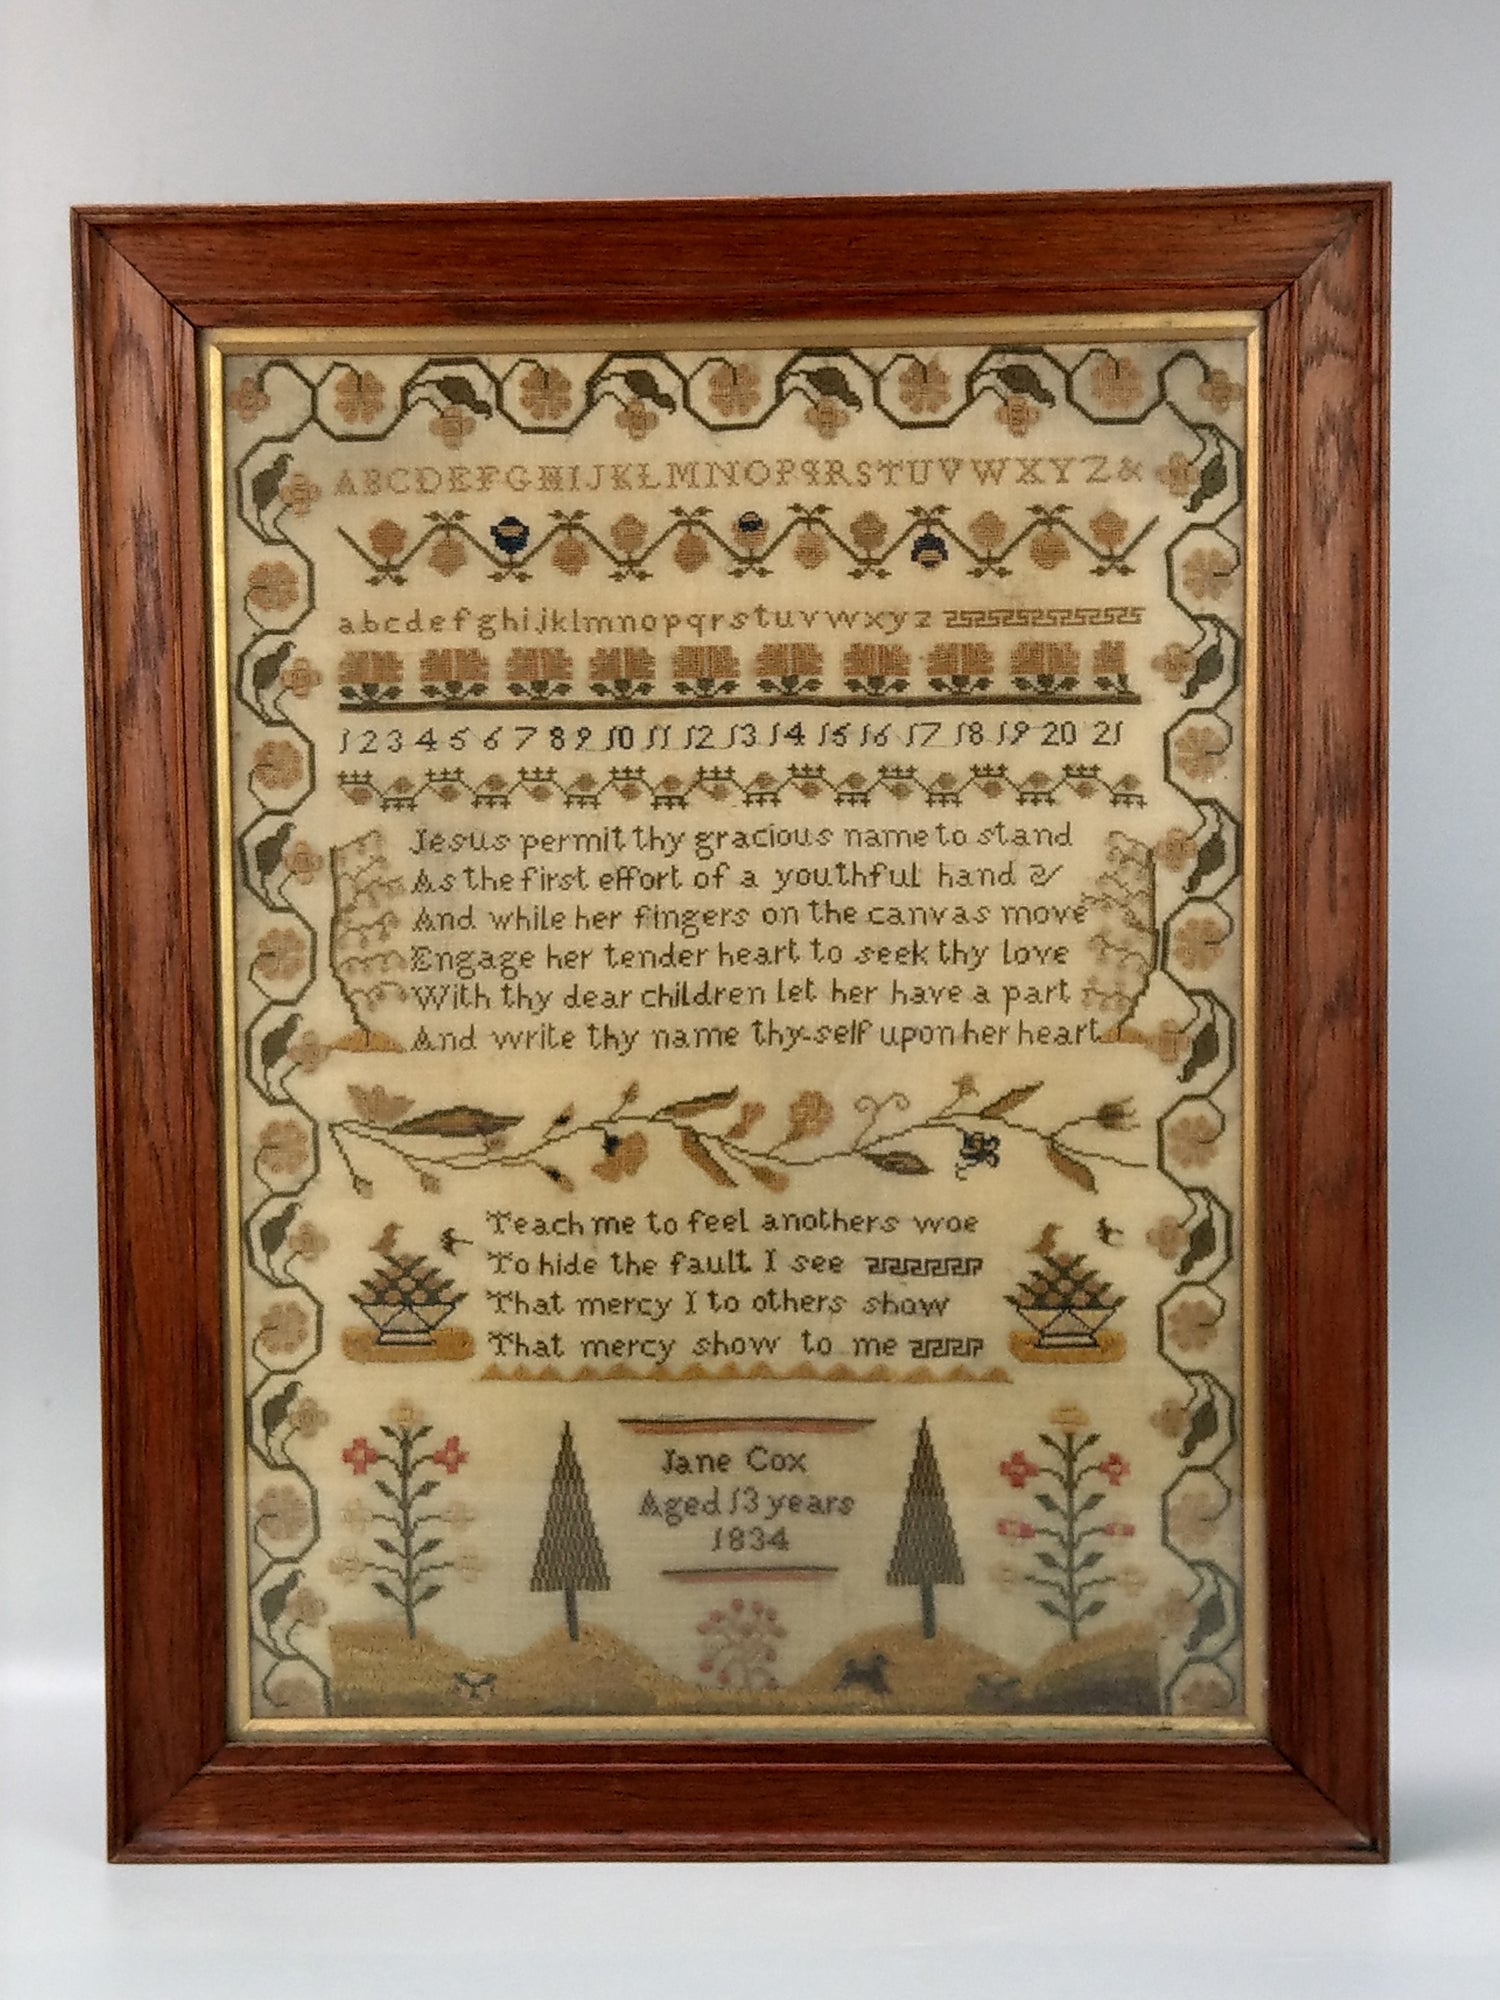 ABCDEFGHIJKLMNOPQRSTUVWXYZ&
abcdefghijklmnopqrstuvwxyz
1 2 3 4 5 6 7 8 9 10 11 12 13 14 15 16 17 18 19 20 21
Jesus permit thy gracious name to stand
As the first effort of a youthful hand
And while her fingers on the canvas move
Engage her tender heart to seek thy love
With thy dear children let her have a part
And write thy name thy-self upon her heart
Teach me to feel anothers woe
To hide the fault I see
That mercy I to others show
That mercy show to me
Jane Cox
Aged 13 years
1834